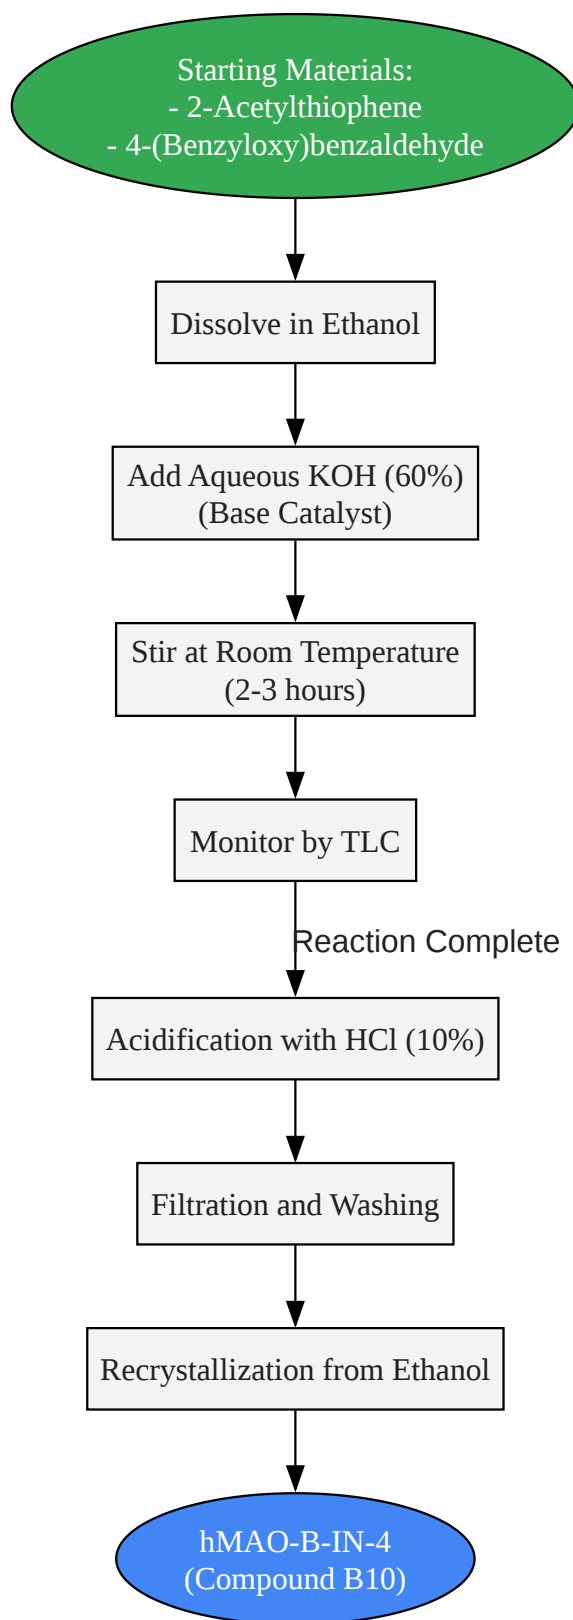 Starting Materials:
- 2-Acetylthiophene
- 4-(Benzyloxy)benzaldehyde
Dissolve in Ethanol
Add Aqueous KOH (60%)
(Base Catalyst)
Stir at Room Temperature
(2-3 hours)
Monitor by TLC
Reaction Complete
Acidification with HCl (10%)
Filtration and Washing
Recrystallization from Ethanol
hMAO-B-IN-4
(Compound B10)